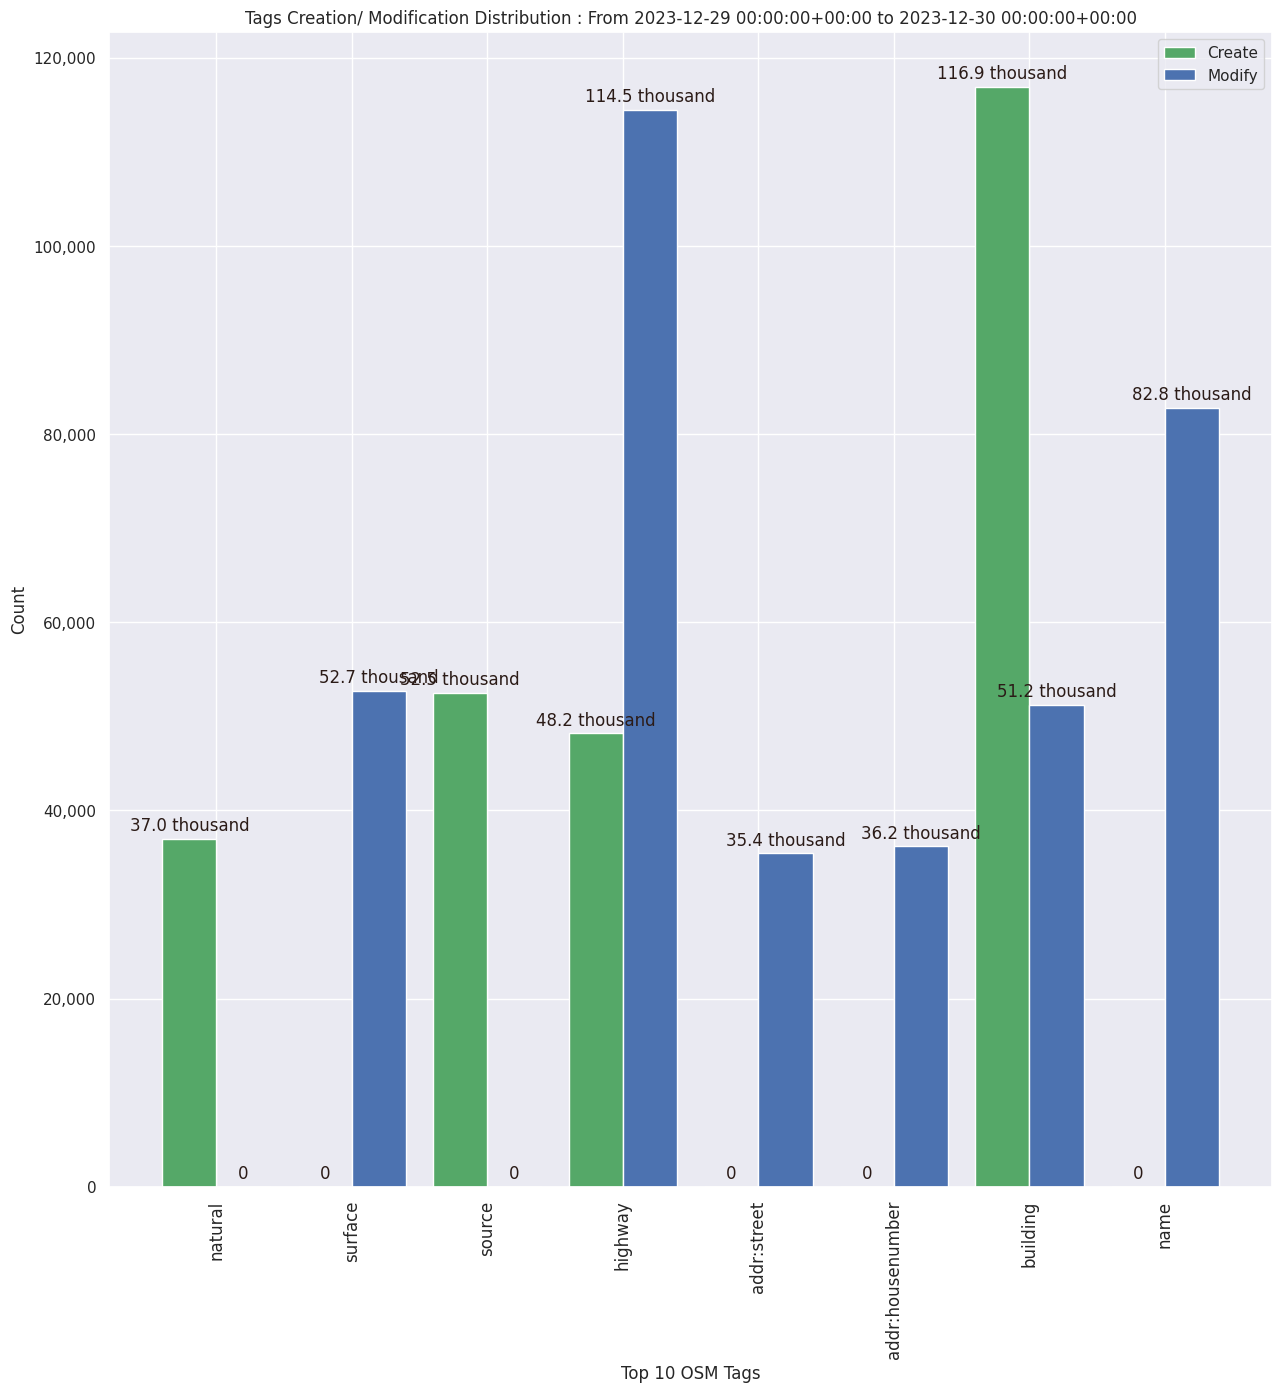 Tags Creation/ Modification Distribution : From 2023-12-29 00:00:00+00:00 to 2023-12-30 00:00:00+00:00
Create
Modify
120,000
100,000
80,000
60,000
40,000
20,000
0
Count
37.0 thousand
0
0
52.7 thousand
52.5 thousand
0
48.2 thousand
114.5 thousand
0
35.4 thousand
0
36.2 thousand
116.9 thousand
51.2 thousand
0
82.8 thousand
natural
surface
source
highway
addr:street
addr:housenumber
building
name
Top 10 OSM Tags